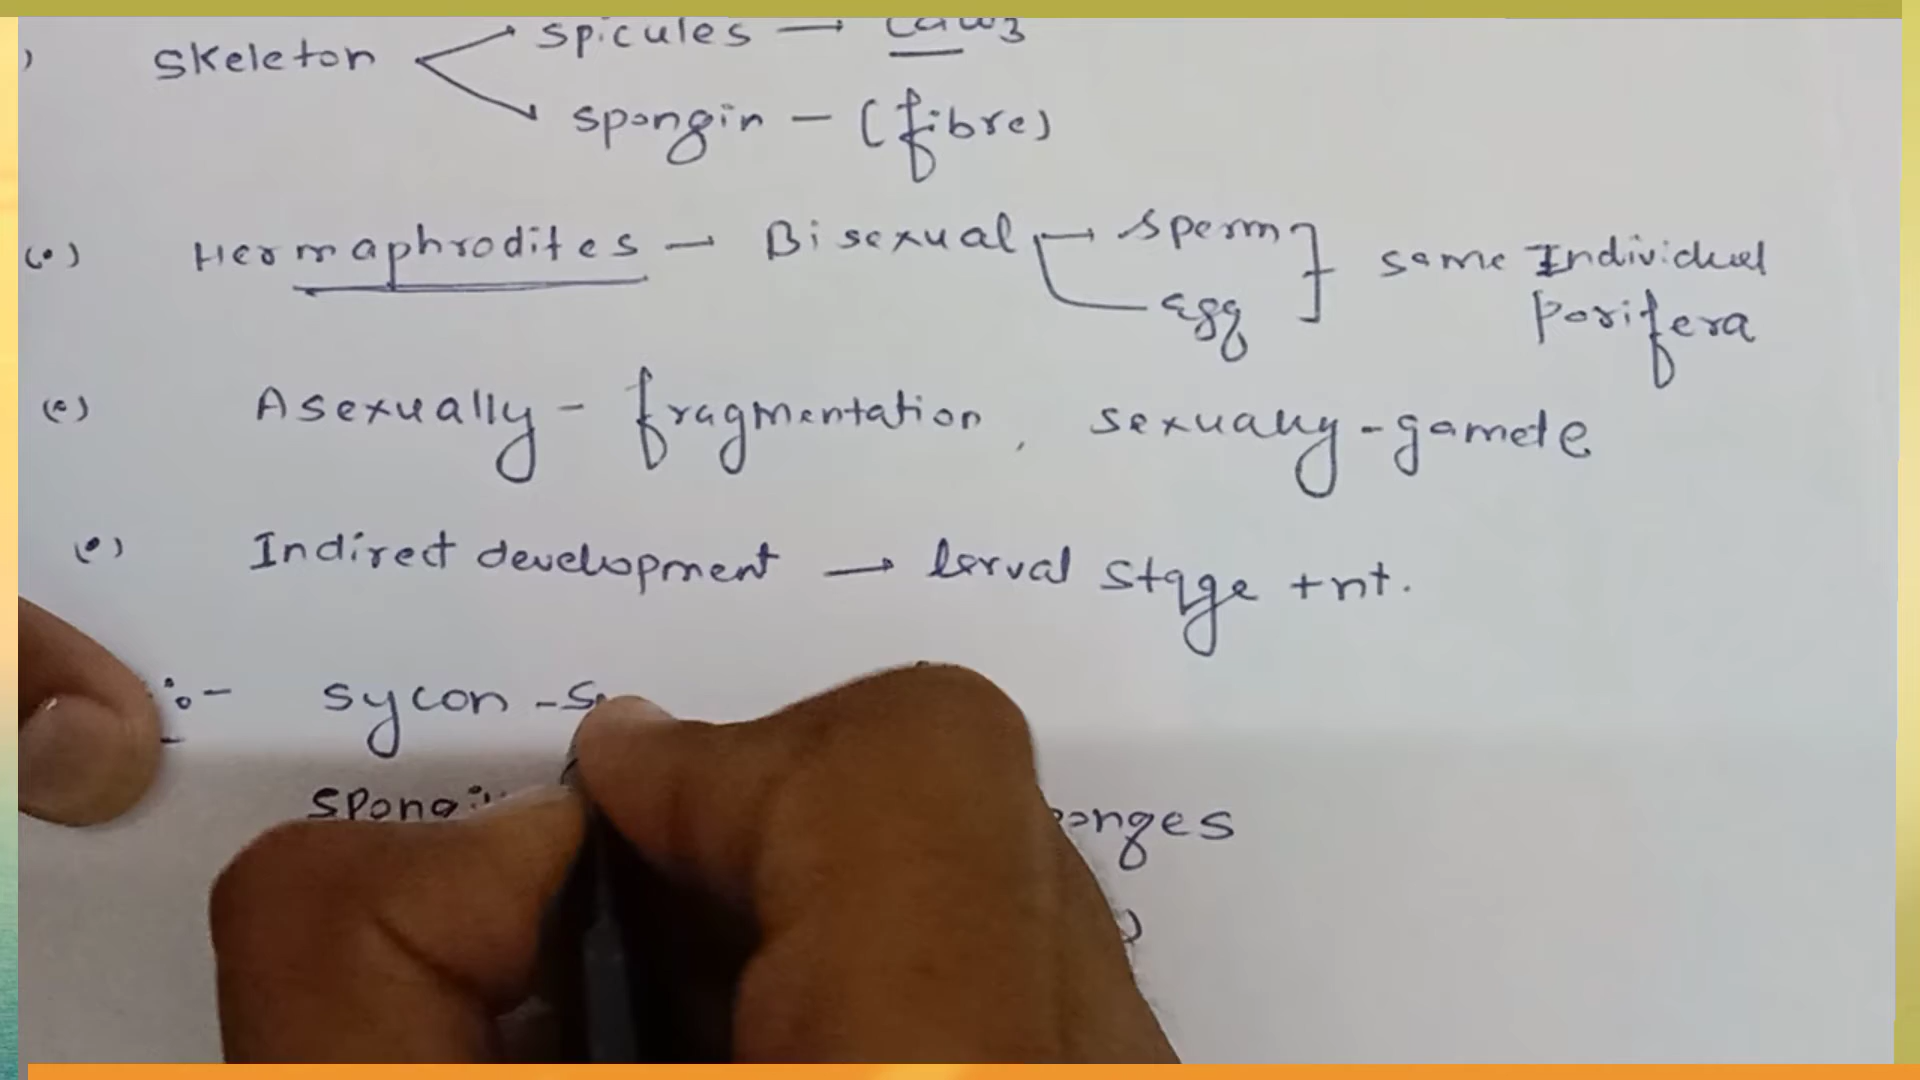 Skeleton spicules →
spongin - (fibre)
(•) Hermaphrodites → Bisexual → sperm same Individual
Egg Porifera
(•) Asexually - fragmentation, sexually - gamete
(•) Indirect development → larval stage +nt.
:- sycon -